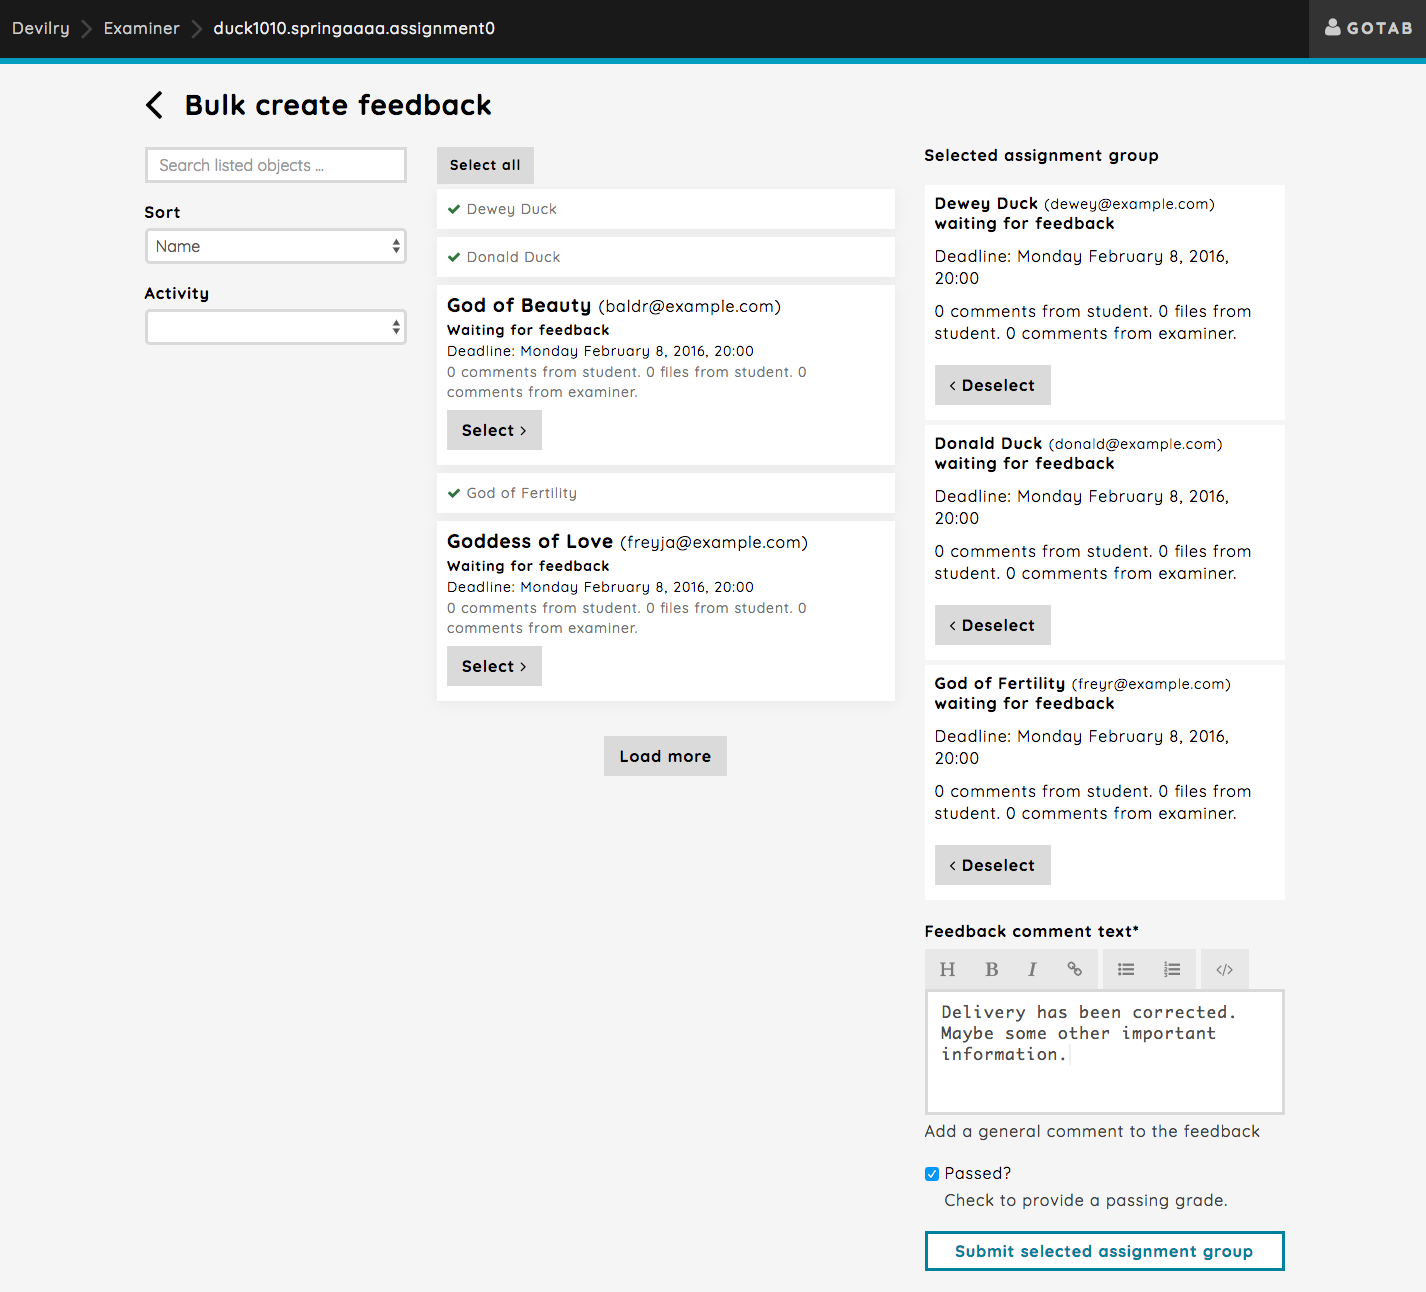 Devilry
Examiner
duck1010.springaaaa.assignment0
GOTAB
Bulk create feedback
Search listed objects ...
Sort
Name
Activity
Select all
Dewey Duck
Donald Duck
God of Beauty (baldr@example.com)
Waiting for feedback
Deadline: Monday February 8, 2016, 20:00
0 comments from student. 0 files from student. 0
comments from examiner.
Select
God of Fertility
Goddess of Love (freyja@example.com)
Waiting for feedback
Deadline: Monday February 8, 2016, 20:00
0 comments from student. 0 files from student. 0
comments from examiner.
Select
Load more
Selected assignment group
Dewey Duck (dewey@example.com)
waiting for feedback
Deadline: Monday February 8, 2016,
20:00
0 comments from student. 0 files from
student. 0 comments from examiner.
Deselect
Donald Duck (donald@example.com)
waiting for feedback
Deadline: Monday February 8, 2016,
20:00
0 comments from student. 0 files from
student. 0 comments from examiner.
Deselect
God of Fertility (freyr@example.com)
waiting for feedback
Deadline: Monday February 8, 2016,
20:00
0 comments from student. 0 files from
student. 0 comments from examiner.
Deselect
Feedback comment text*
H B I </>
Delivery has been corrected.
Maybe some other important
information.
Add a general comment to the feedback
Passed?
Check to provide a passing grade.
Submit selected assignment group